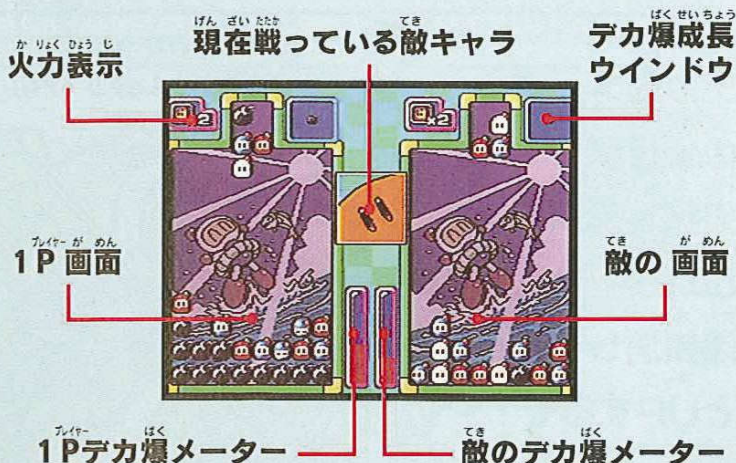 火力表示
現在戦っている敵キャラ
デカ爆成長
ウインドウ
×2
×2
1P画面
敵の画面
1Pデカ爆メーター
敵のデカ爆メーター